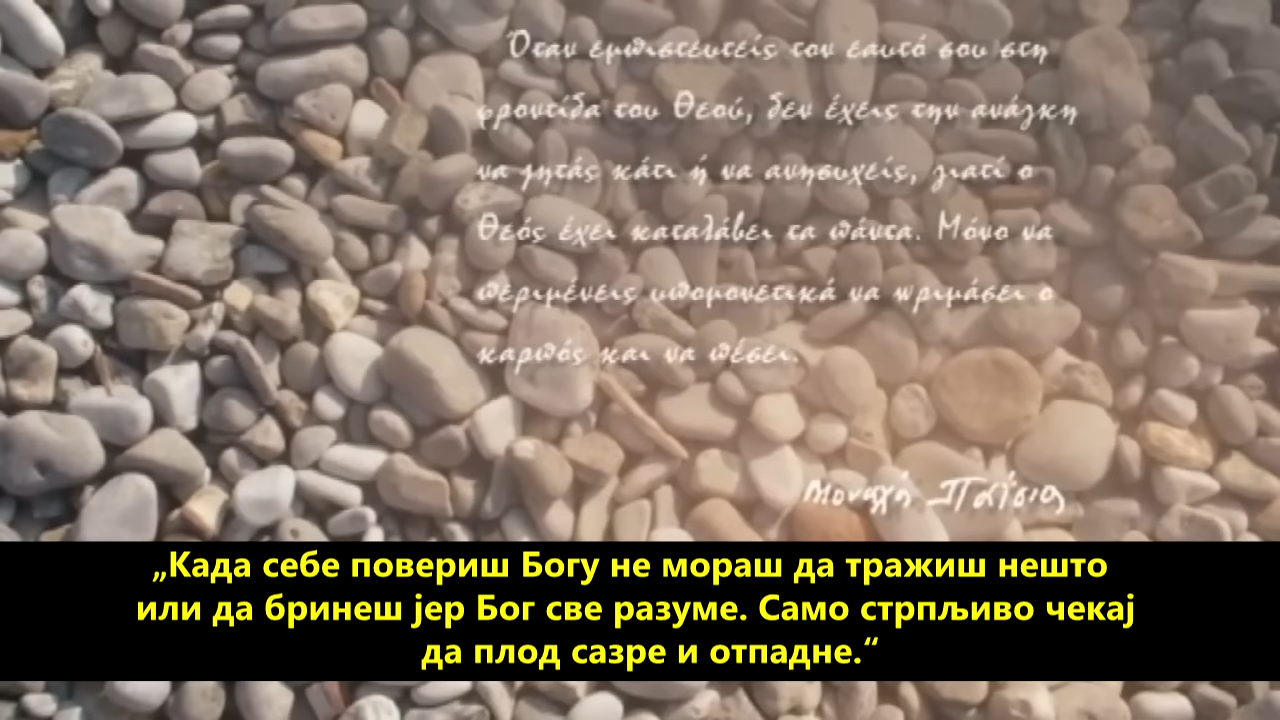 Όταν εμπιστευτείς τον εαυτό σου στη
φροντίδα του Θεού, δεν έχεις την ανάγκη
να ζητάς κάτι ή να ανησυχείς, γιατί ο
Θεός έχει καταλάβει τα πάντα. Μόνο να
περιμένεις υπομονετικά να ωριμάσει ο
καρπός και να πέσει.
Μοναχή Παΐσιος
„Када себе повериш Богу не мораш да тражиш нешто
или да бринеш јер Бог све разуме. Само стрпљиво чекај
да плод сазре и отпадне.“